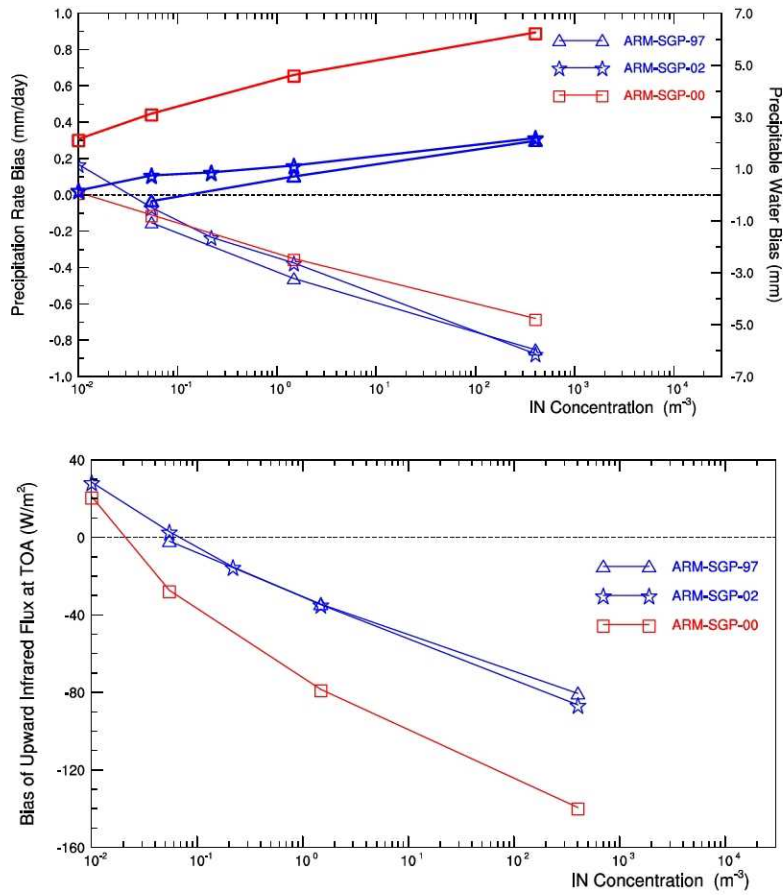 Precipitation Rate Bias (mm/day)
1.0
0.8
0.6
0.4
0.2
0.0
-0.2
-0.4
-0.6
-0.8
-1.0
ARM-SGP-97
ARM-SGP-02
ARM-SGP-00
7.0
5.0
3.0
1.0
-1.0
-3.0
-5.0
-7.0
Precipitable Water Bias (mm)
10⁻² 10⁻¹ 10⁰ 10¹ 10² 10³ 10⁴
IN Concentration (m⁻³)
Bias of Upward Infrared Flux at TOA (W/m²)
40
0
-40
-80
-120
-160
ARM-SGP-97
ARM-SGP-02
ARM-SGP-00
10⁻² 10⁻¹ 10⁰ 10¹ 10² 10³ 10⁴
IN Concentration (m⁻³)